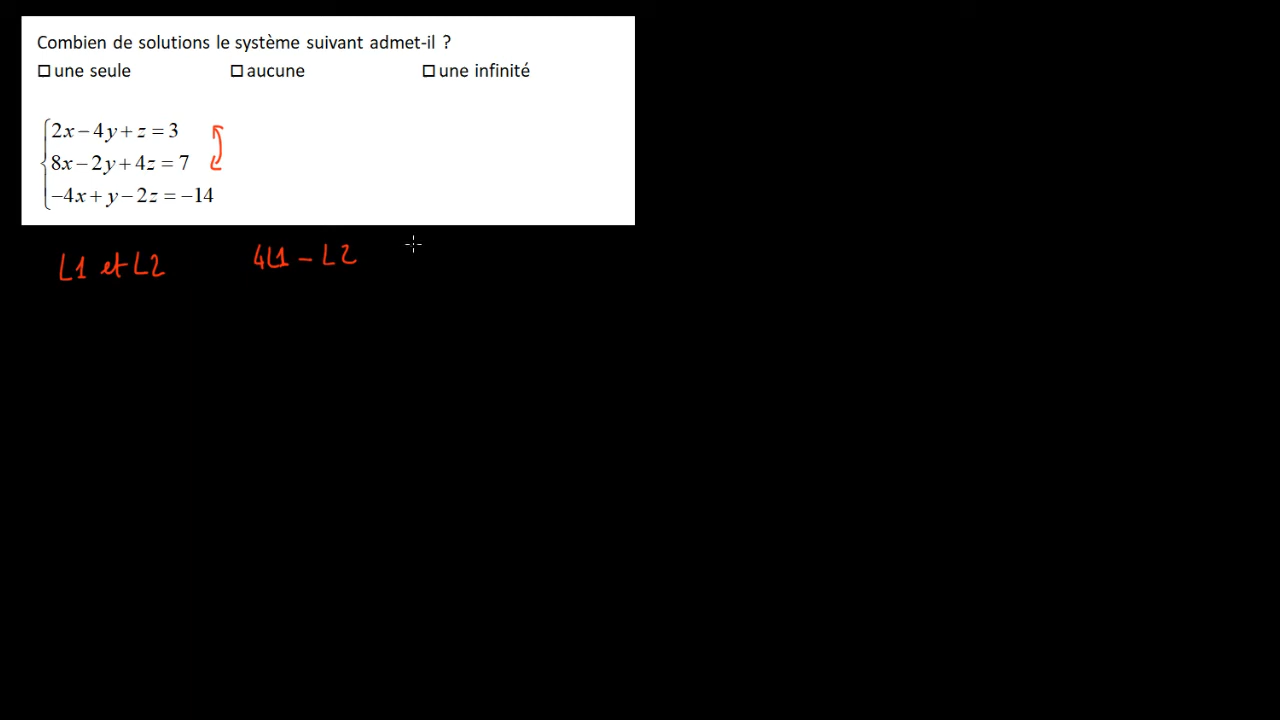 Combien de solutions le système suivant admet-il ?
une seule aucune une infinité
2x − 4y + z = 3
8x − 2y + 4z = 7
−4x + y − 2z = −14
L1 et L2 4L1 − L2